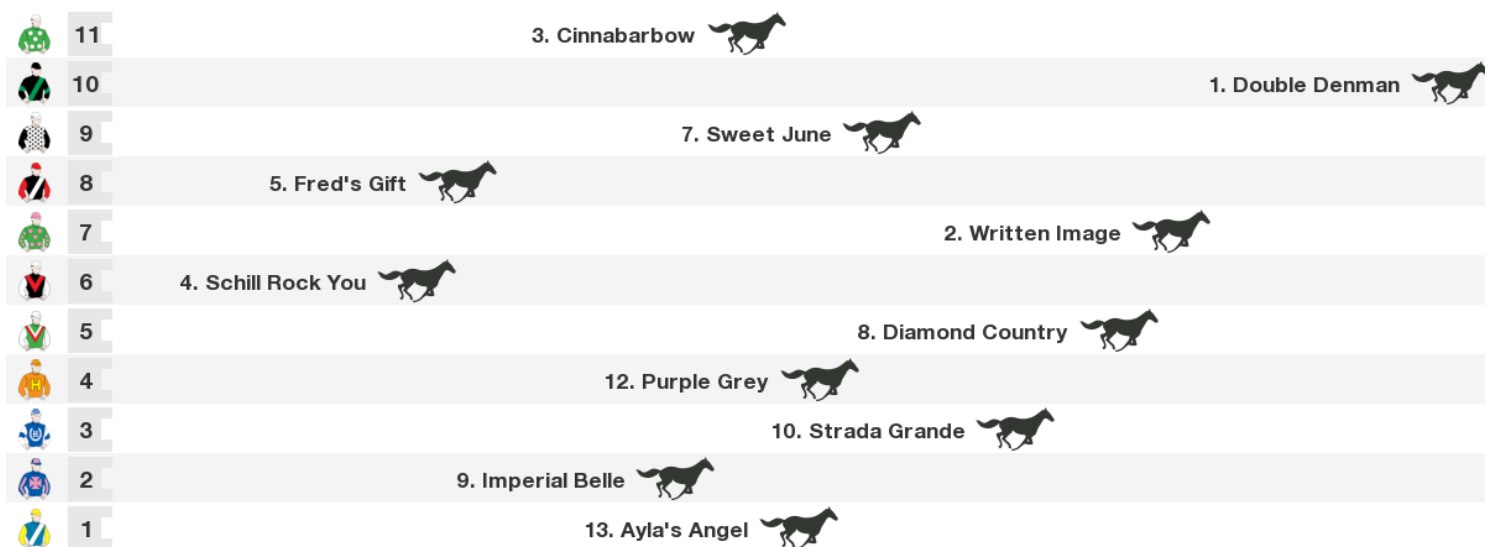 11 3. Cinnabarbow
10 1. Double Denman
9 7. Sweet June
8 5. Fred's Gift
7 2. Written Image
6 4. Schill Rock You
5 8. Diamond Country
4 12. Purple Grey
H
3 10. Strada Grande
2 9. Imperial Belle
1 13. Ayla's Angel